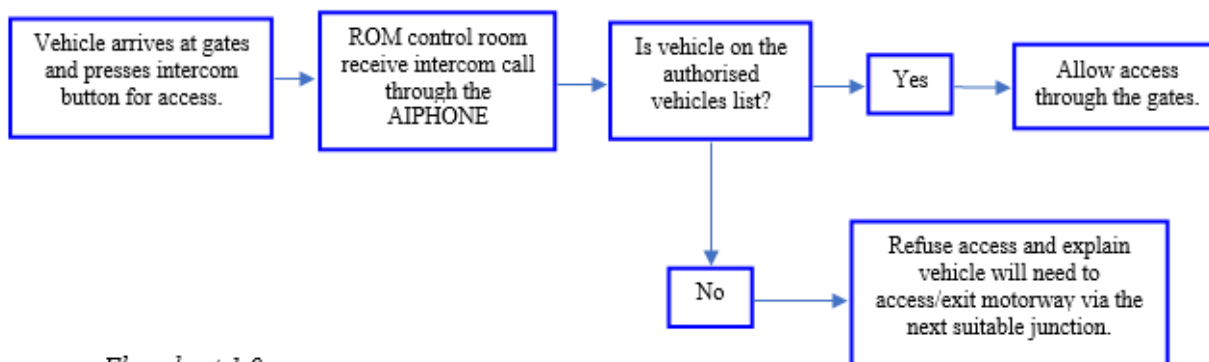 Vehicle arrives at gates
and presses intercom
button for access.
ROM control room
receive intercom call
through the
AIPHONE
Is vehicle on the
authorised
vehicles list?
Yes
Allow access
through the gates.
No
Refuse access and explain
vehicle will need to
access/exit motorway via the
next suitable junction.